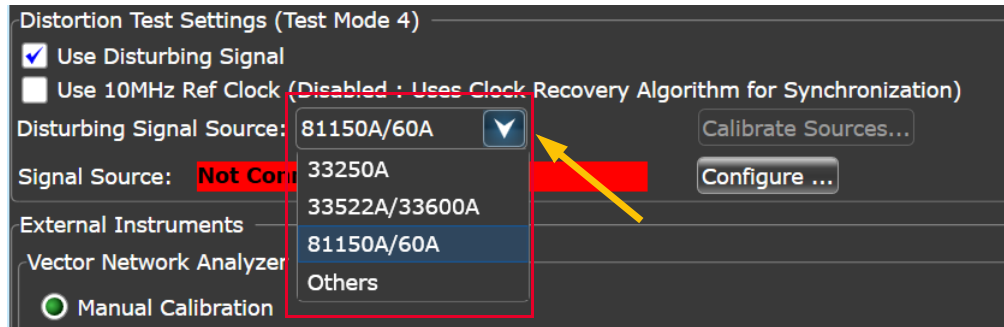 Distortion Test Settings (Test Mode 4)
Use Disturbing Signal
Use 10MHz Ref Clock (Disabled : Uses Clock Recovery Algorithm for Synchronization)
Disturbing Signal Source: 81150A/60A Calibrate Sources...
Signal Source: Not Configure ...
33250A
33522A/33600A
81150A/60A
Others
External Instruments
Vector Network Analyzer
Manual Calibration